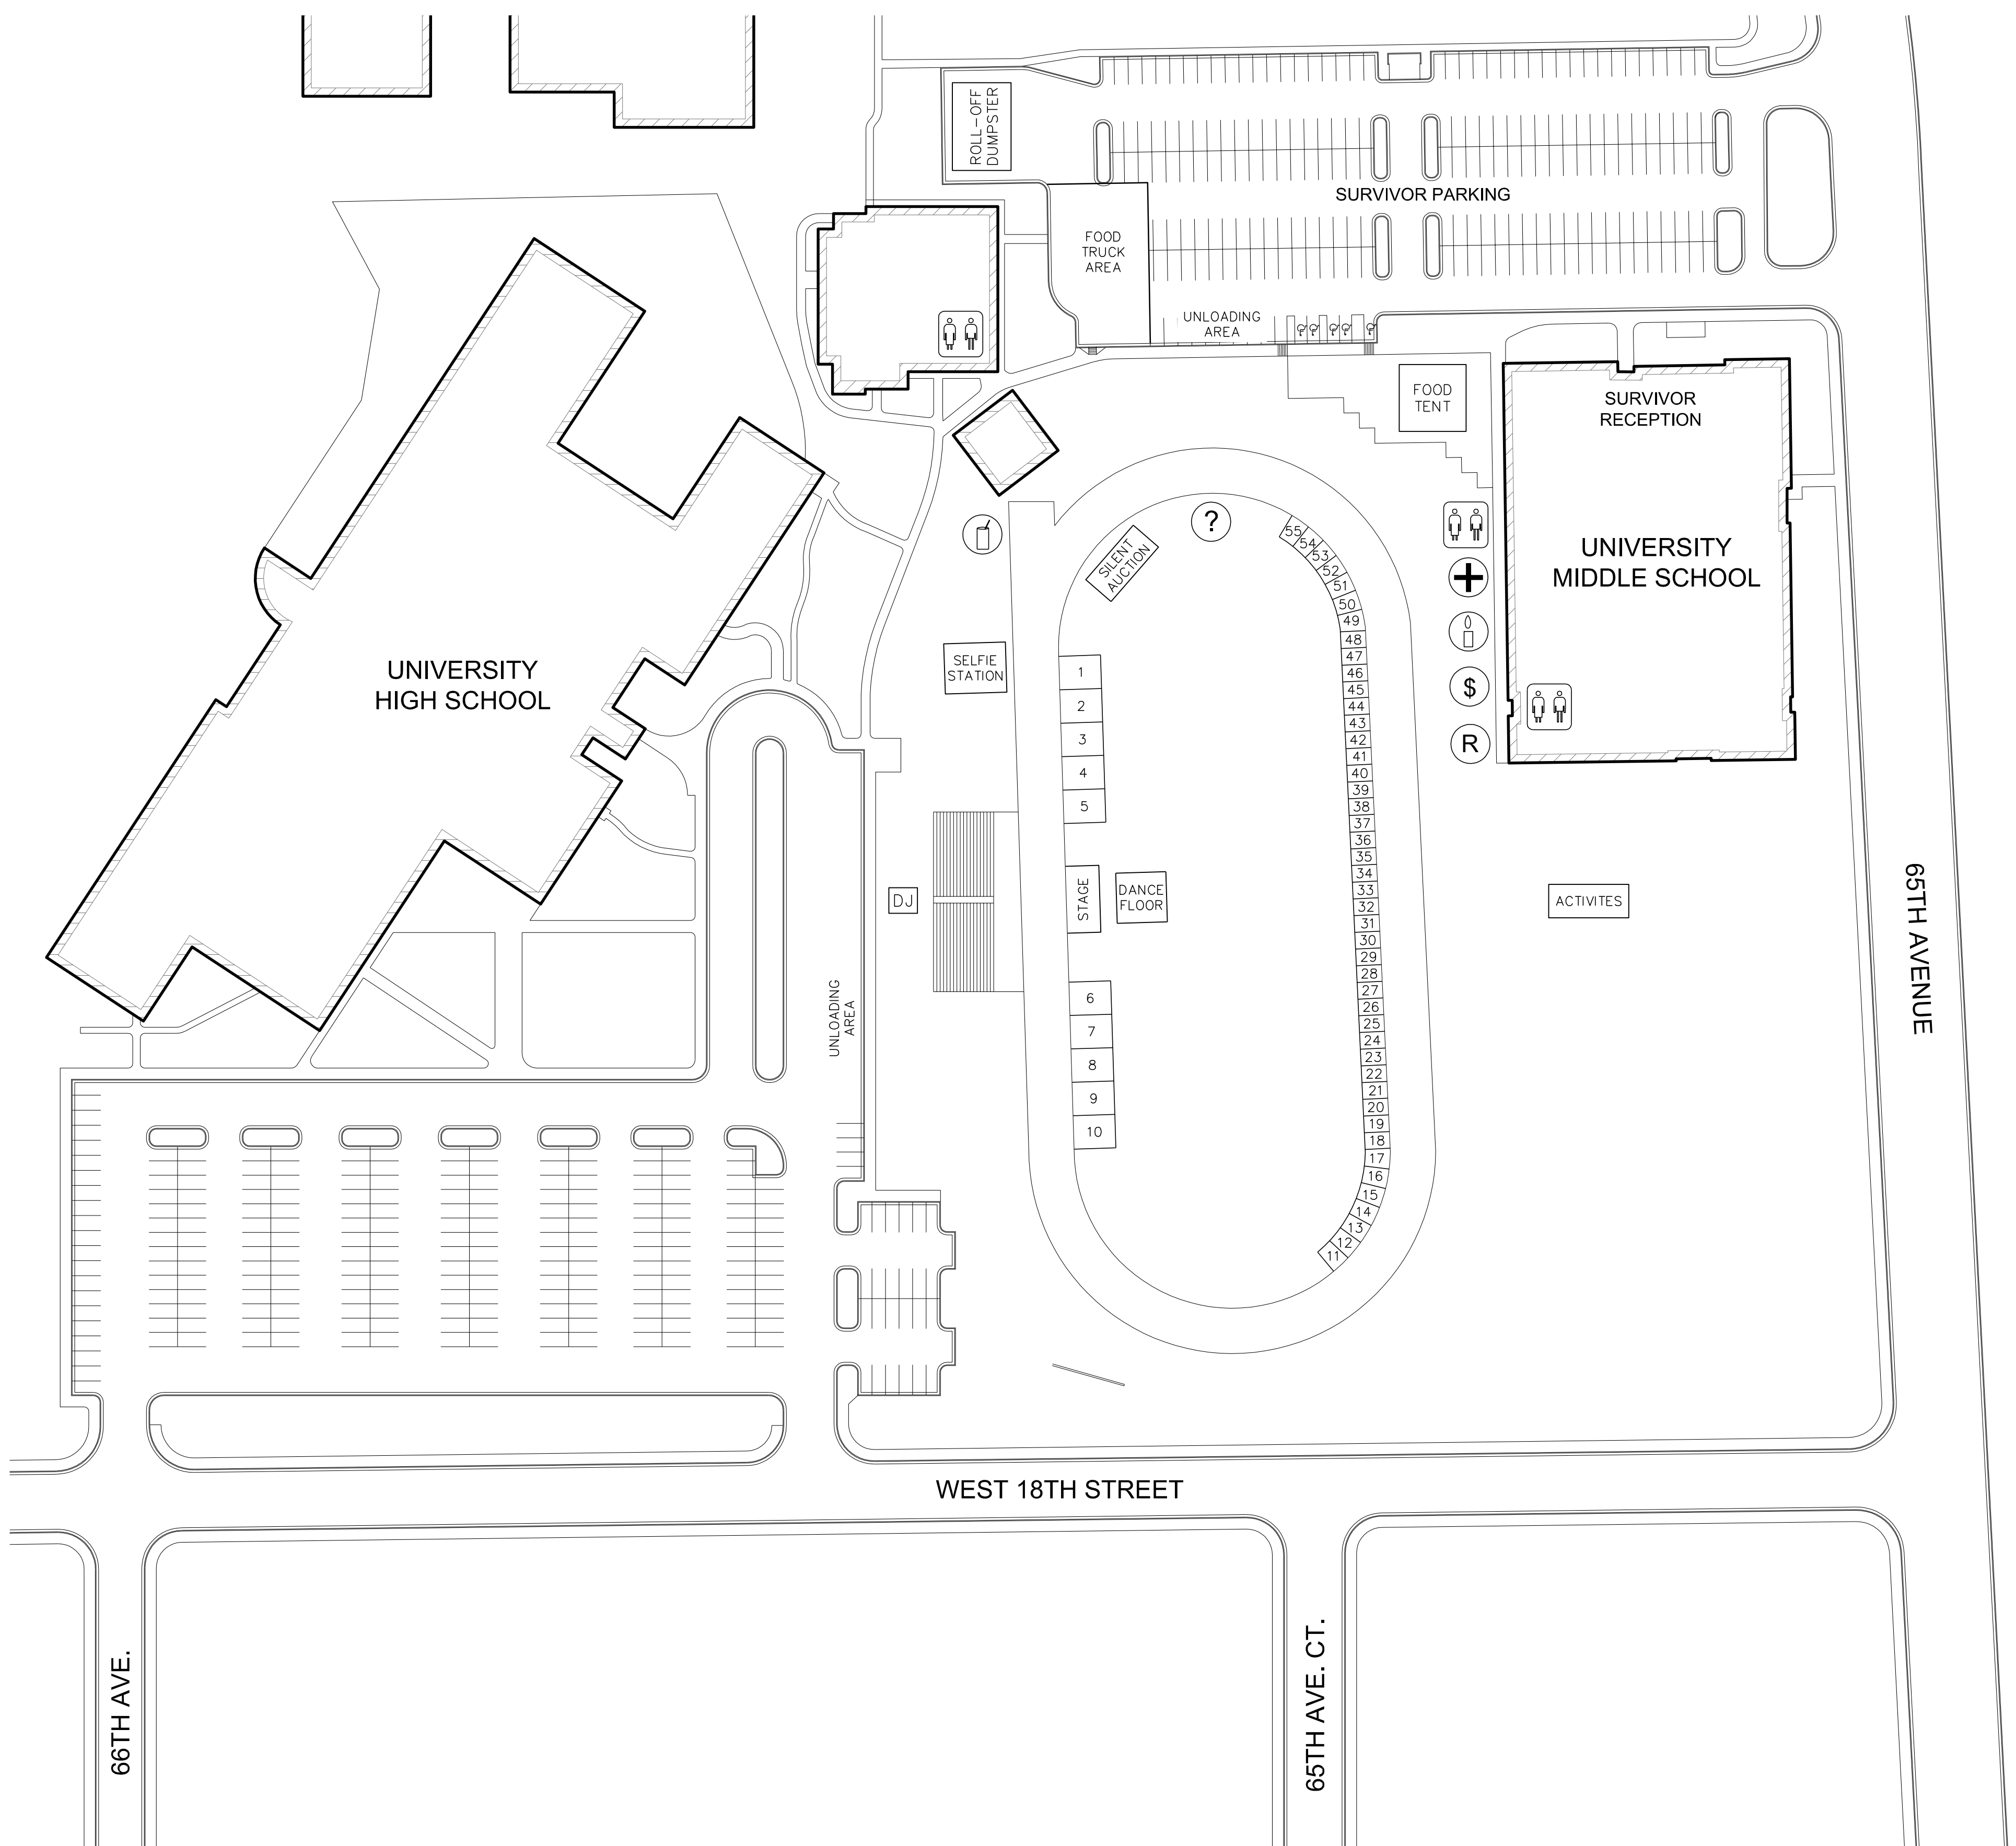 ROLL-OFF
DUMPSTER
SURVIVOR PARKING
FOOD
TRUCK
AREA
UNLOADING
AREA
FOOD
TENT
SURVIVOR
RECEPTION
?
SILENT
AUCTION
55
54
53
52
51
50
49
48
47
46
45
44
43
42
41
40
39
38
37
36
35
34
33
32
31
30
29
28
27
26
25
24
23
22
21
20
19
18
17
16
15
14
13
12
11
UNIVERSITY
MIDDLE SCHOOL
$
R
UNIVERSITY
HIGH SCHOOL
SELFIE
STATION
1
2
3
4
5
STAGE
DANCE
FLOOR
DJ
ACTIVITES
6
7
8
9
10
UNLOADING
AREA
65TH AVENUE
WEST 18TH STREET
66TH AVE.
65TH AVE. CT.